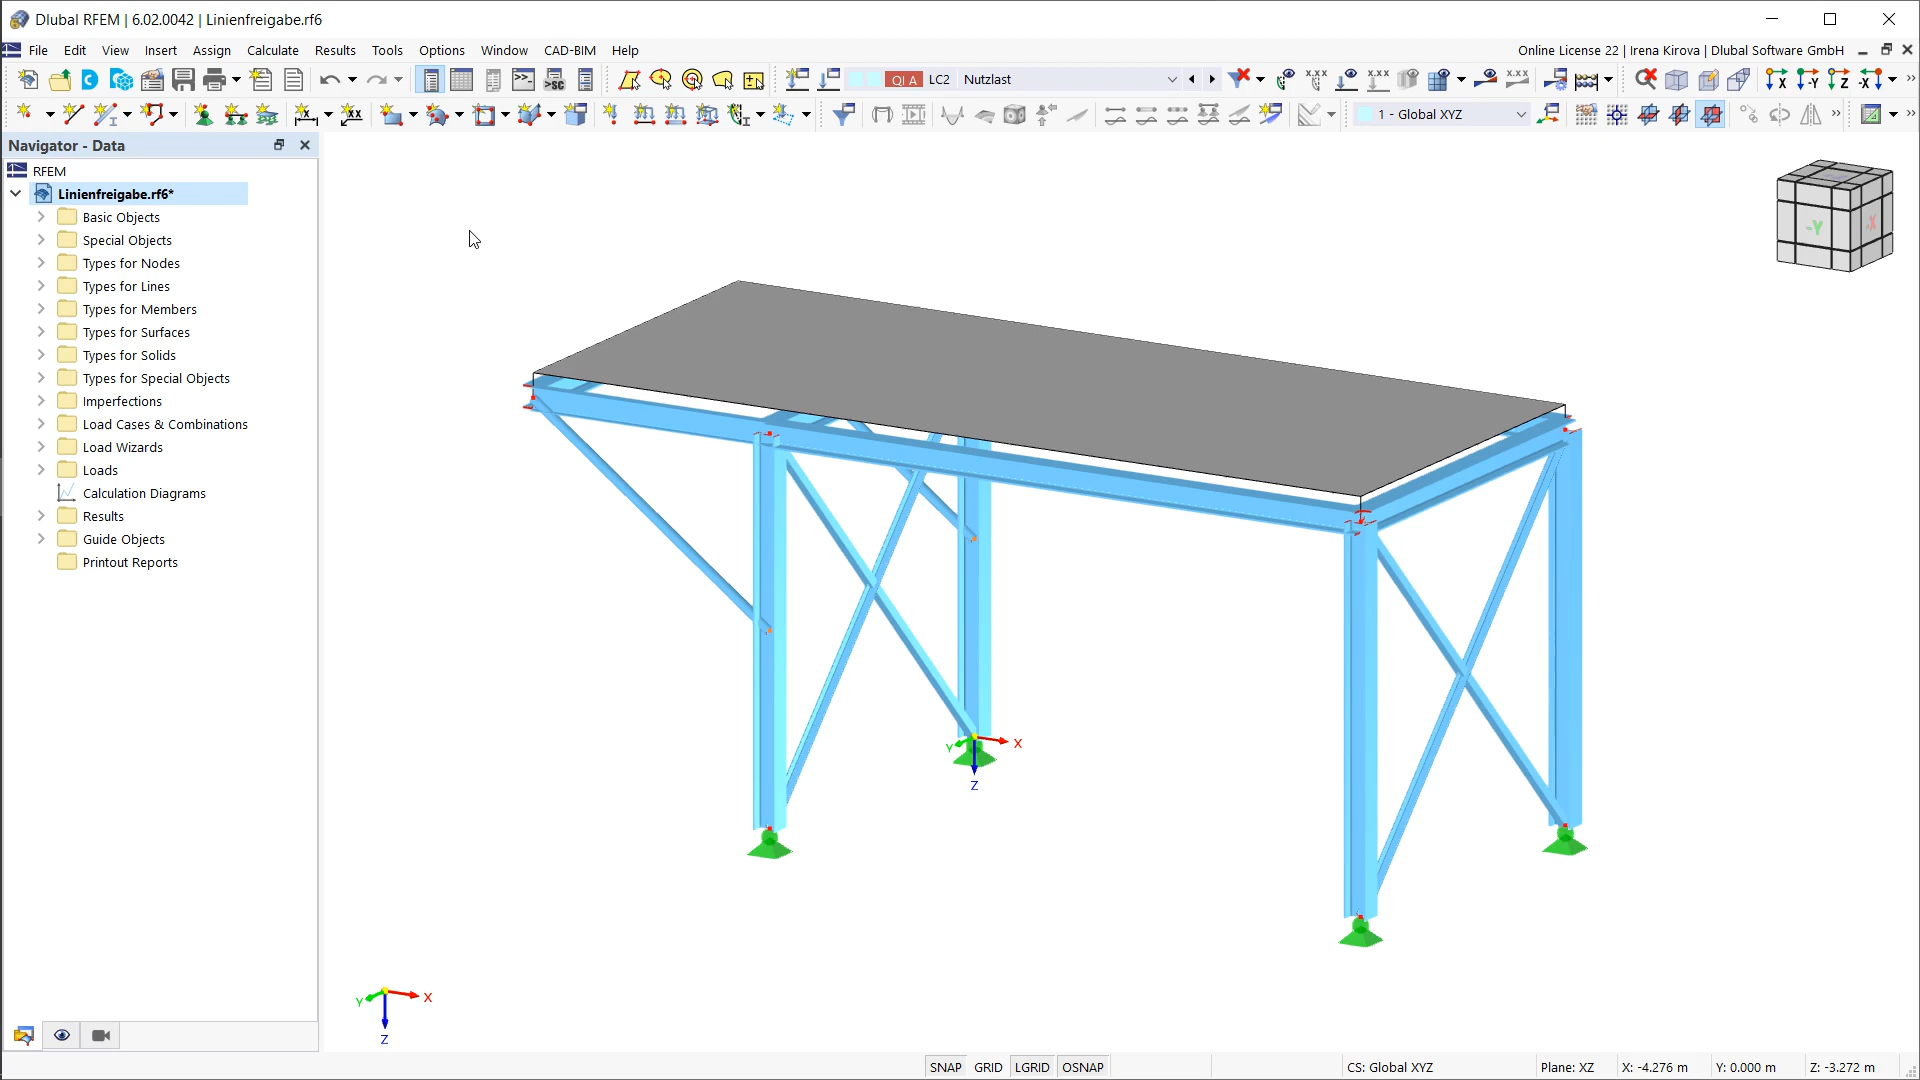 Dlubal RFEM | 6.02.0042 | Linienfreigabe.rf6
File Edit View Insert Assign Calculate Results Tools Options Window CAD-BIM Help
Online License 22 | Irena Kirova | Dlubal Software GmbH
QI A LC2 Nutzlast
1 - Global XYZ
Navigator - Data
RFEM
Linienfreigabe.rf6*
Basic Objects
Special Objects
Types for Nodes
Types for Lines
Types for Members
Types for Surfaces
Types for Solids
Types for Special Objects
Imperfections
Load Cases & Combinations
Load Wizards
Loads
Calculation Diagrams
Results
Guide Objects
Printout Reports
-Y
-X
Y X
Z
Y X
Z
SNAP GRID LGRID OSNAP
CS: Global XYZ
Plane: XZ
X: -4.276 m
Y: 0.000 m
Z: -3.272 m